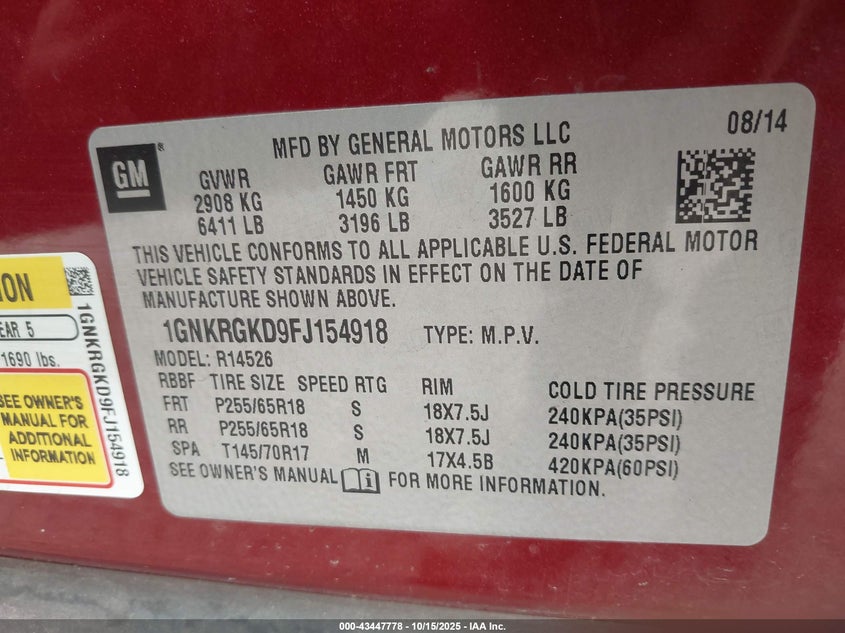 MFD BY GENERAL MOTORS LLC
08/14
GM
®
GVWR GAWR FRT GAWR RR
2908 KG 1450 KG 1600 KG
6411 LB 3196 LB 3527 LB
THIS VEHICLE CONFORMS TO ALL APPLICABLE U.S. FEDERAL MOTOR
VEHICLE SAFETY STANDARDS IN EFFECT ON THE DATE OF
MANUFACTURE SHOWN ABOVE.
1GNKRGKD9FJ154918 TYPE: M.P.V.
MODEL: R14526
RBBF TIRE SIZE SPEED RTG RIM COLD TIRE PRESSURE
FRT P255/65R18 S 18X7.5J 240KPA(35PSI)
RR P255/65R18 S 18X7.5J 240KPA(35PSI)
SPA T145/70R17 M 17X4.5B 420KPA(60PSI)
SEE OWNER'S MANUAL i FOR MORE INFORMATION.
ION
EAR 5
1690 lbs.
SEE OWNER'S
MANUAL FOR
ADDITIONAL
INFORMATION
1GNKRGKD9FJ154918
000-43447778 - 10/15/2025 - IAA Inc.